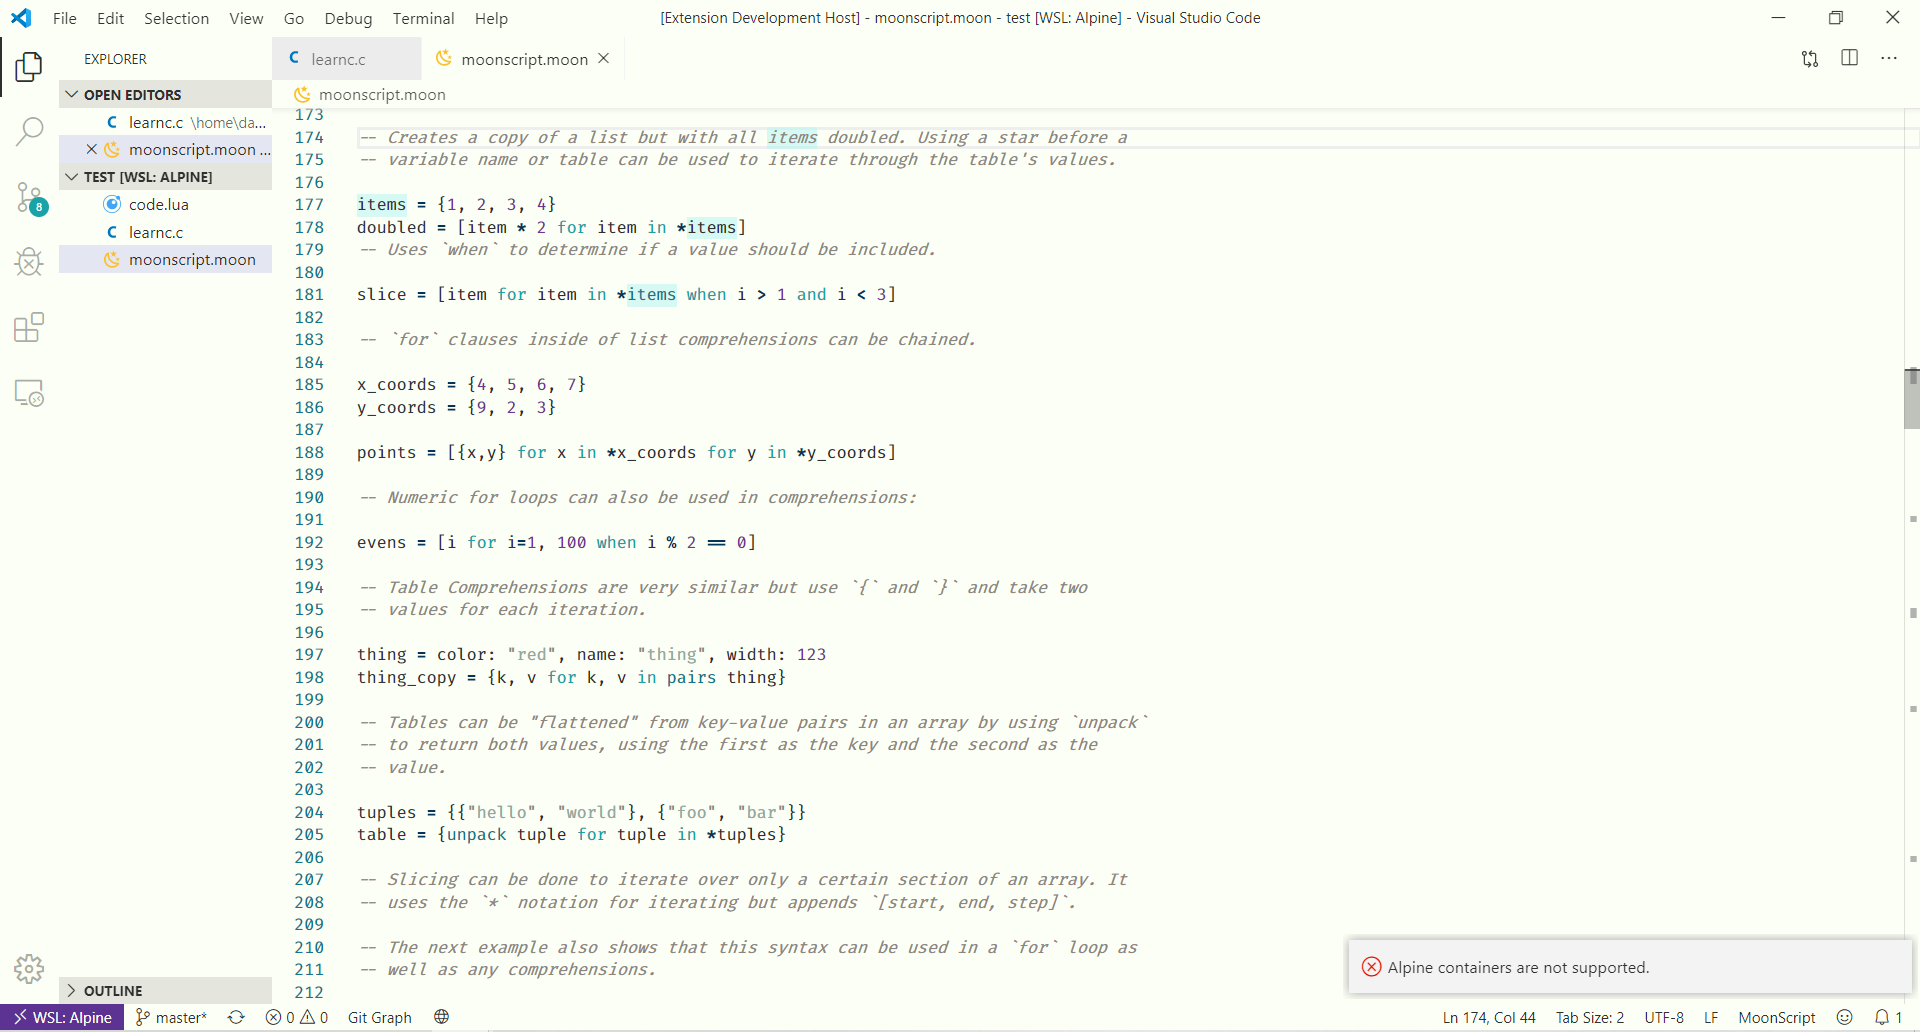 File Edit Selection View Go Debug Terminal Help
[Extension Development Host] - moonscript.moon - test [WSL: Alpine] - Visual Studio Code
EXPLORER
OPEN EDITORS
C learnc.c \home\da...
moonscript.moon ...
TEST [WSL: ALPINE]
code.lua
C learnc.c
moonscript.moon
8
OUTLINE
C learnc.c
moonscript.moon
moonscript.moon
173
174 -- Creates a copy of a list but with all items doubled. Using a star before a
175 -- variable name or table can be used to iterate through the table's values.
176
177 items = {1, 2, 3, 4}
178 doubled = [item * 2 for item in *items]
179 -- Uses `when` to determine if a value should be included.
180
181 slice = [item for item in *items when i > 1 and i < 3]
182
183 -- `for` clauses inside of list comprehensions can be chained.
184
185 x_coords = {4, 5, 6, 7}
186 y_coords = {9, 2, 3}
187
188 points = [{x,y} for x in *x_coords for y in *y_coords]
189
190 -- Numeric for loops can also be used in comprehensions:
191
192 evens = [i for i=1, 100 when i % 2 == 0]
193
194 -- Table Comprehensions are very similar but use `{` and `}` and take two
195 -- values for each iteration.
196
197 thing = color: "red", name: "thing", width: 123
198 thing_copy = {k, v for k, v in pairs thing}
199
200 -- Tables can be "flattened" from key-value pairs in an array by using `unpack`
201 -- to return both values, using the first as the key and the second as the
202 -- value.
203
204 tuples = {{"hello", "world"}, {"foo", "bar"}}
205 table = {unpack tuple for tuple in *tuples}
206
207 -- Slicing can be done to iterate over only a certain section of an array. It
208 -- uses the `*` notation for iterating but appends `[start, end, step]`.
209
210 -- The next example also shows that this syntax can be used in a `for` loop as
211 -- well as any comprehensions.
212
Alpine containers are not supported.
WSL: Alpine master* 0 0 Git Graph Ln 174, Col 44 Tab Size: 2 UTF-8 LF MoonScript 1